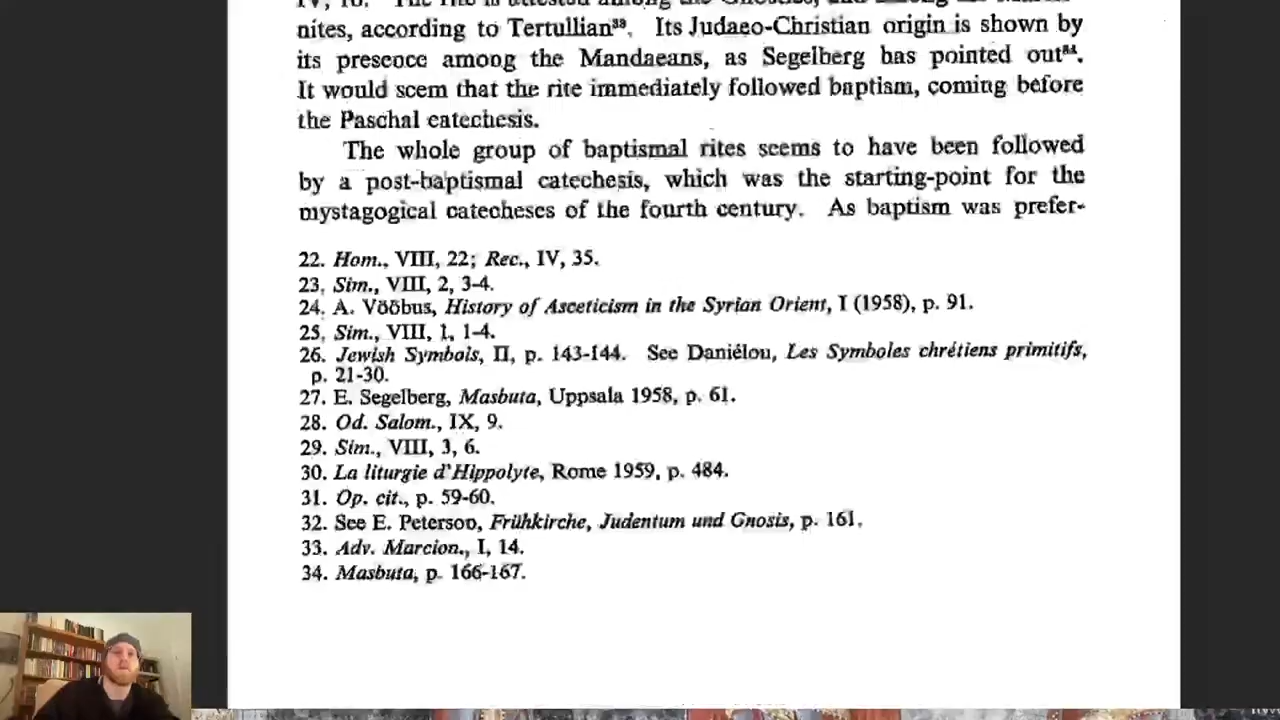 nites, according to Tertullian³³. Its Judaeo-Christian origin is shown by
its presence among the Mandaeans, as Segelberg has pointed out³⁴.
It would seem that the rite immediately followed baptism, coming before
the Paschal catechesis.
The whole group of baptismal rites seems to have been followed
by a post-baptismal catechesis, which was the starting-point for the
mystagogical catecheses of the fourth century. As baptism was prefer-
22. Hom., VIII, 22; Rec., IV, 35.
23. Sim., VIII, 2, 3-4.
24. A. Vööbus, History of Asceticism in the Syrian Orient, I (1958), p. 91.
25. Sim., VIII, 1, 1-4.
26. Jewish Symbols, II, p. 143-144. See Daniélou, Les Symboles chrétiens primitifs,
p. 21-30.
27. E. Segelberg, Masbuta, Uppsala 1958, p. 61.
28. Od. Salom., IX, 9.
29. Sim., VIII, 3, 6.
30. La liturgie d'Hippolyte, Rome 1959, p. 484.
31. Op. cit., p. 59-60.
32. See E. Peterson, Frühkirche, Judentum und Gnosis, p. 161.
33. Adv. Marcion., I, 14.
34. Masbuta, p. 166-167.